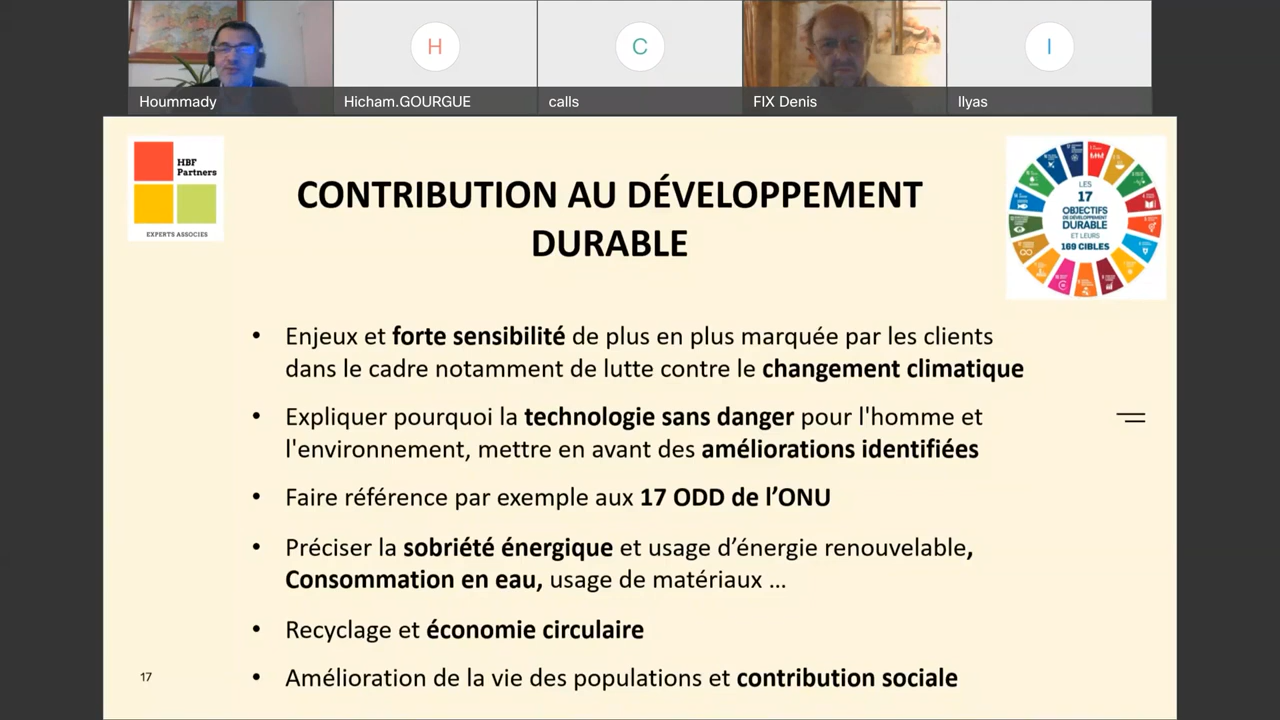 Hoummady
H
Hicham.GOURGUE
C
calls
FIX Denis
I
Ilyas
HBF
Partners
EXPERTS ASSOCIES
CONTRIBUTION AU DÉVELOPPEMENT
DURABLE
LES
17
OBJECTIFS
DE DÉVELOPPEMENT
DURABLE
ET LEURS
169 CIBLES
• Enjeux et forte sensibilité de plus en plus marquée par les clients
dans le cadre notamment de lutte contre le changement climatique
• Expliquer pourquoi la technologie sans danger pour l'homme et
l'environnement, mettre en avant des améliorations identifiées
• Faire référence par exemple aux 17 ODD de l’ONU
• Préciser la sobriété énergique et usage d’énergie renouvelable,
Consommation en eau, usage de matériaux ...
• Recyclage et économie circulaire
• Amélioration de la vie des populations et contribution sociale
17